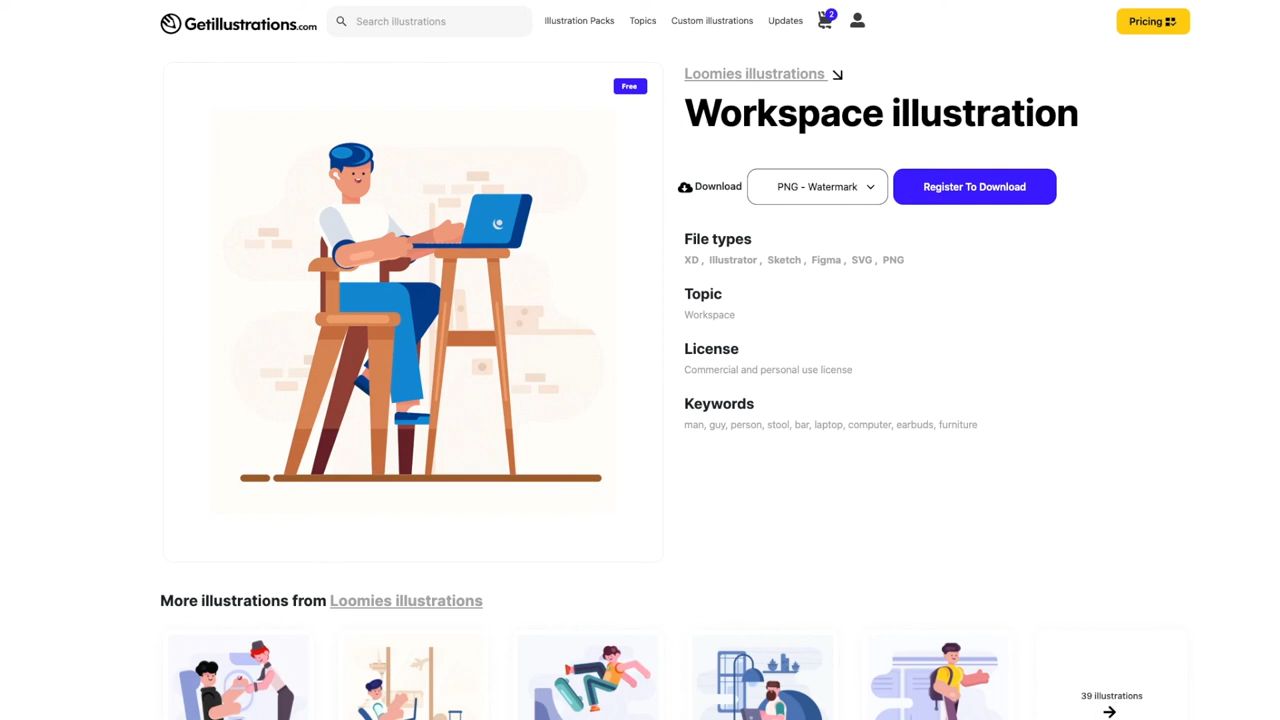 Getillustrations.com
Search illustrations
Illustration Packs
Topics
Custom illustrations
Updates
2
Pricing
Free
Loomies illustrations
Workspace illustration
Download
PNG - Watermark
Register To Download
File types
XD , Illustrator , Sketch , Figma , SVG , PNG
Topic
Workspace
License
Commercial and personal use license
Keywords
man, guy, person, stool, bar, laptop, computer, earbuds, furniture
More illustrations from Loomies illustrations
39 illustrations